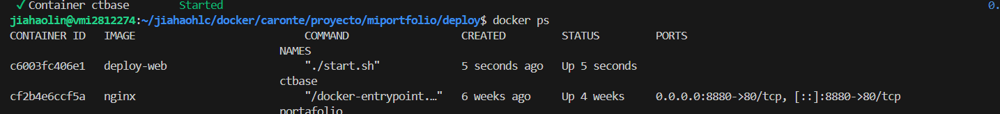 ✓ Container ctbase Started 0.
jiahaolin@vmi2812274:~/jiahaohlc/docker/caronte/proyecto/miportfolio/deploy$ docker ps
CONTAINER ID IMAGE COMMAND CREATED STATUS PORTS
NAMES
c6003fc406e1 deploy-web "./start.sh" 5 seconds ago Up 5 seconds
ctbase
cf2b4e6ccf5a nginx "/docker-entrypoint.…" 6 weeks ago Up 4 weeks 0.0.0.0:8880->80/tcp, [::]:8880->80/tcp
portafolio